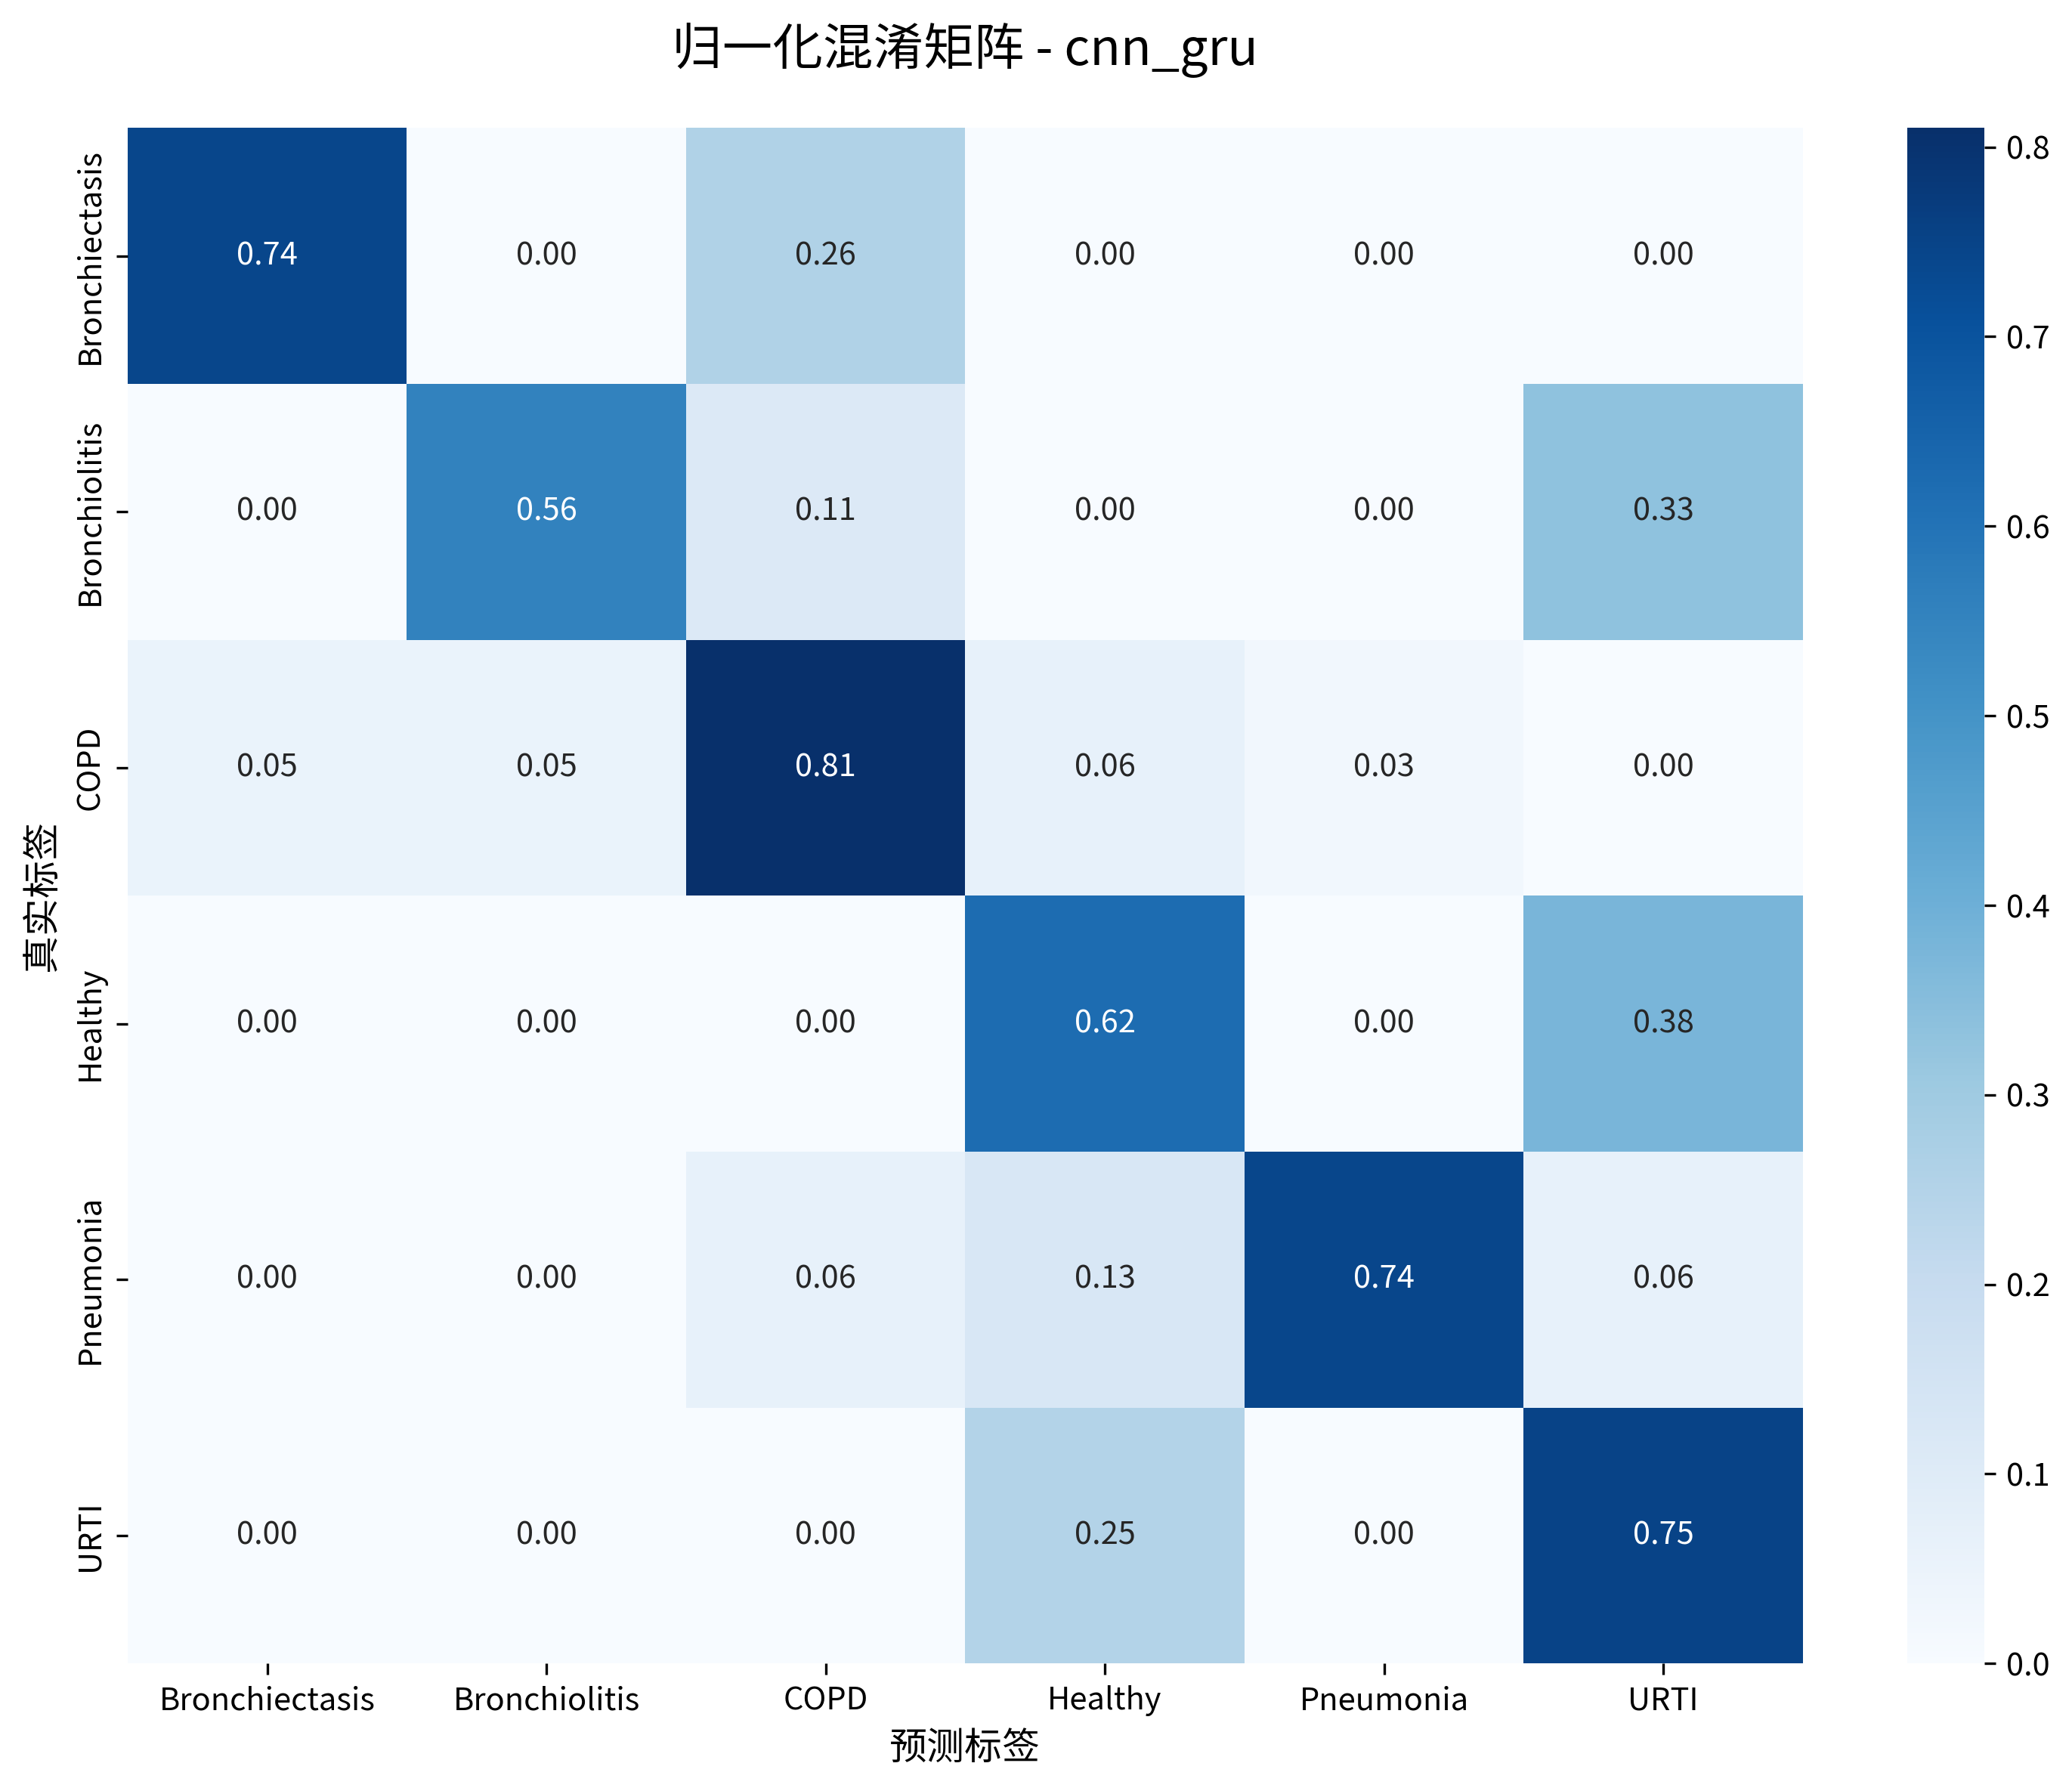 归一化混淆矩阵 - cnn_gru
真实标签
Bronchiectasis 0.74 0.00 0.26 0.00 0.00 0.00
Bronchiolitis 0.00 0.56 0.11 0.00 0.00 0.33
COPD 0.05 0.05 0.81 0.06 0.03 0.00
Healthy 0.00 0.00 0.00 0.62 0.00 0.38
Pneumonia 0.00 0.00 0.06 0.13 0.74 0.06
URTI 0.00 0.00 0.00 0.25 0.00 0.75
Bronchiectasis Bronchiolitis COPD Healthy Pneumonia URTI
预测标签
0.8
0.7
0.6
0.5
0.4
0.3
0.2
0.1
0.0